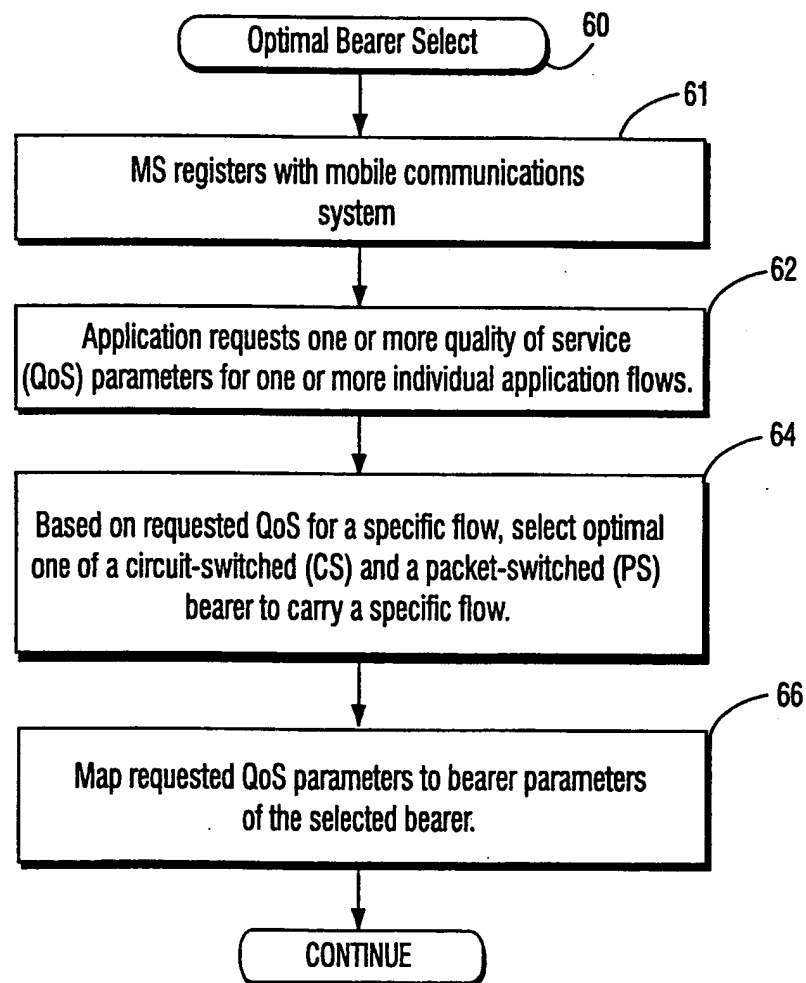 Optimal Bearer Select
60
61
MS registers with mobile communications
system
62
Application requests one or more quality of service
(QoS) parameters for one or more individual application flows.
64
Based on requested QoS for a specific flow, select optimal
one of a circuit-switched (CS) and a packet-switched (PS)
bearer to carry a specific flow.
66
Map requested QoS parameters to bearer parameters
of the selected bearer.
CONTINUE